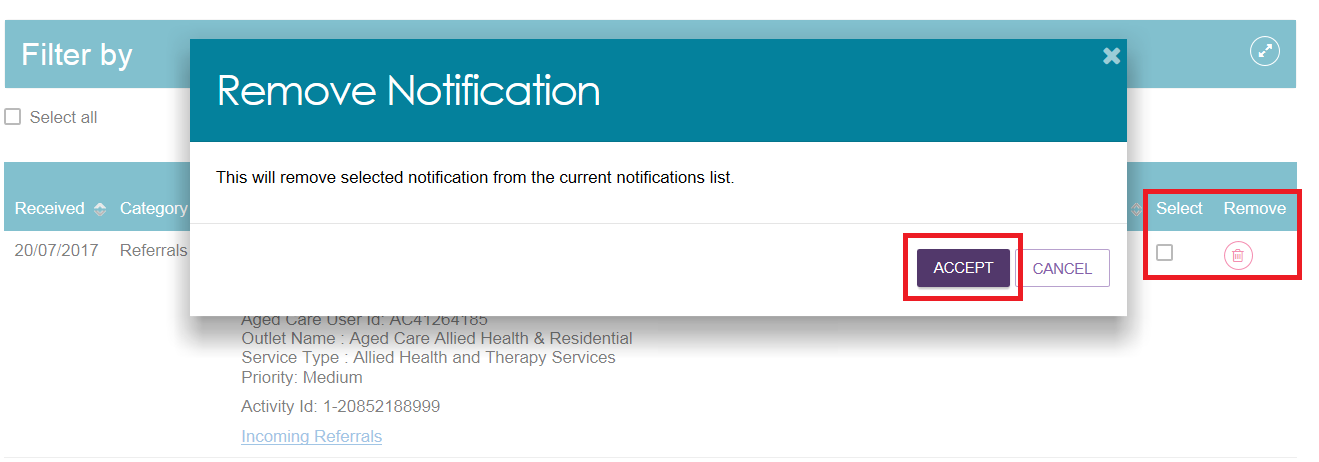 Filter by
Remove Notification
Select all
This will remove selected notification from the current notifications list.
Received Category Select Remove
20/07/2017 Referrals
ACCEPT CANCEL
Aged Care User Id: AC41264185
Outlet Name : Aged Care Allied Health & Residential
Service Type : Allied Health and Therapy Services
Priority: Medium
Activity Id: 1-20852188999
Incoming Referrals